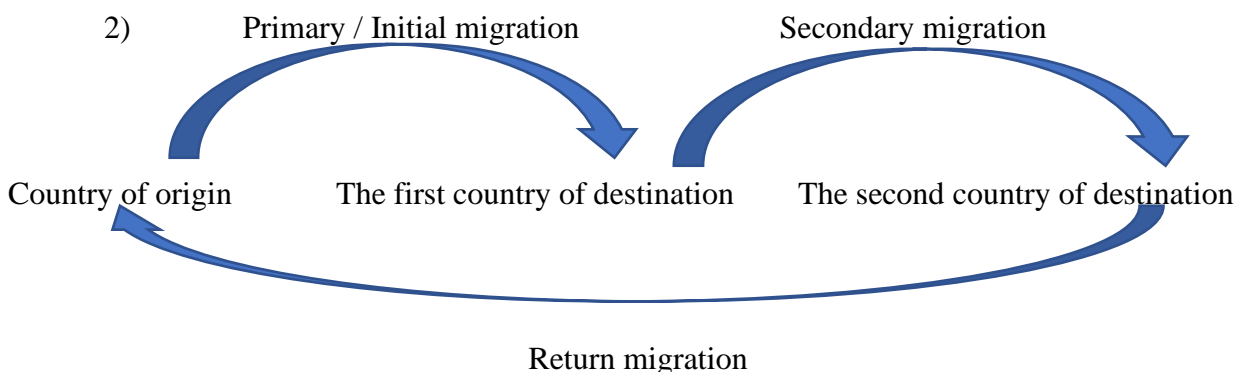 2) Primary / Initial migration Secondary migration
Country of origin The first country of destination The second country of destination
Return migration